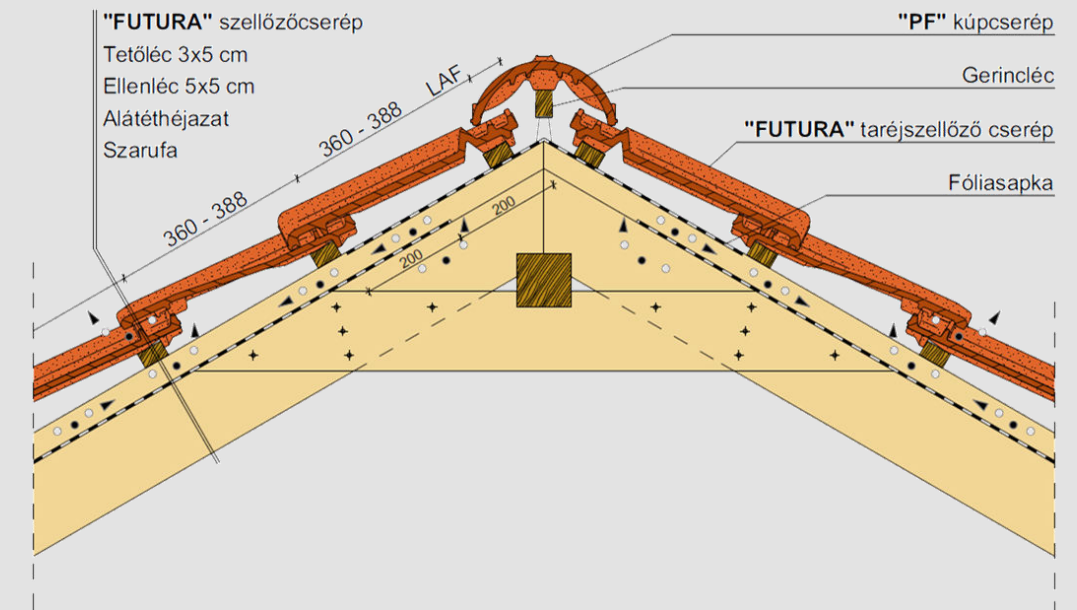 "FUTURA" szellőzőcserép
Tetőléc 3x5 cm
Ellenléc 5x5 cm
Alátéthéjazat
Szarufa
"PF" kúpcserép
Gerincléc
"FUTURA" taréjszellőző cserép
Fóliasapka
LAF
360 - 388
360 - 388
200
200